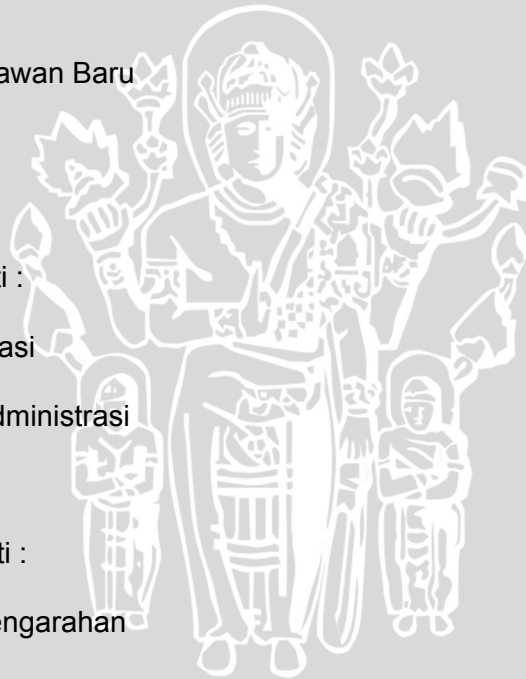 awan Baru
ti :
asi
dministrasi
ti :
engarahan